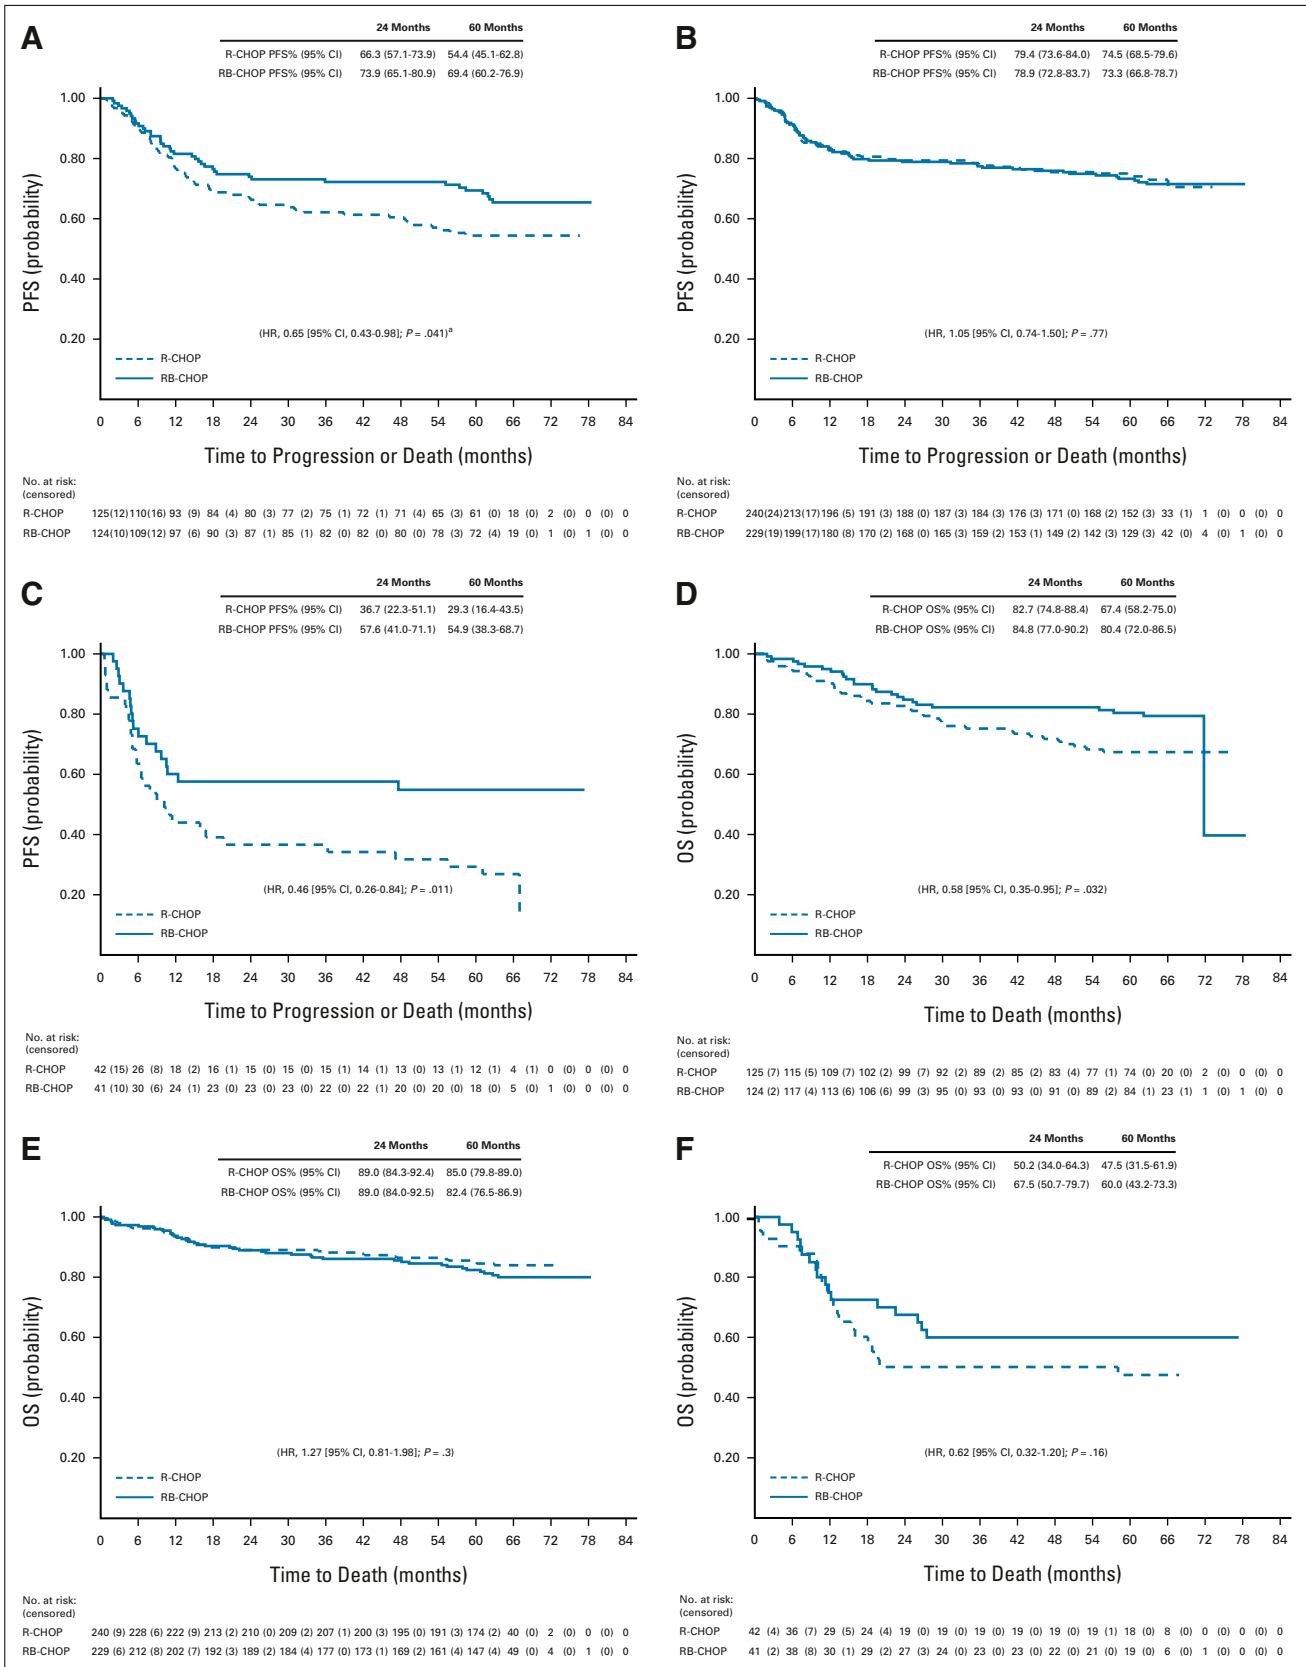 A
24 Months 60 Months
R-CHOP PFS% (95% CI) 66.3 (57.1-73.9) 54.4 (45.1-62.8)
RB-CHOP PFS% (95% CI) 73.9 (65.1-80.9) 69.4 (60.2-76.9)
1.00
0.80
0.60
0.40
0.20
PFS (probability)
(HR, 0.65 [95% CI, 0.43-0.98]; P = .041)a
R-CHOP
RB-CHOP
0 6 12 18 24 30 36 42 48 54 60 66 72 78 84
Time to Progression or Death (months)
No. at risk:
(censored)
R-CHOP 125(12)110(16) 93 (9) 84 (4) 80 (3) 77 (2) 75 (1) 72 (1) 71 (4) 65 (3) 61 (0) 18 (0) 2 (0) 0 (0) 0
RB-CHOP 124(10)109(12) 97 (6) 90 (3) 87 (1) 85 (1) 82 (0) 82 (0) 80 (0) 78 (3) 72 (4) 19 (0) 1 (0) 1 (0) 0
B
24 Months 60 Months
R-CHOP PFS% (95% CI) 79.4 (73.6-84.0) 74.5 (68.5-79.6)
RB-CHOP PFS% (95% CI) 78.9 (72.8-83.7) 73.3 (66.8-78.7)
1.00
0.80
0.60
0.40
0.20
PFS (probability)
(HR, 1.05 [95% CI, 0.74-1.50]; P = .77)
R-CHOP
RB-CHOP
0 6 12 18 24 30 36 42 48 54 60 66 72 78 84
Time to Progression or Death (months)
No. at risk:
(censored)
R-CHOP 240(24)213(17)196 (5) 191 (3) 188 (0) 187 (3) 184 (3) 176 (3) 171 (0) 168 (2) 152 (3) 33 (1) 1 (0) 0 (0) 0
RB-CHOP 229(19)199(17)180 (8) 170 (2) 168 (0) 165 (3) 159 (2) 153 (1) 149 (2) 142 (3) 129 (3) 42 (0) 4 (0) 1 (0) 0
C
24 Months 60 Months
R-CHOP PFS% (95% CI) 36.7 (22.3-51.1) 29.3 (16.4-43.5)
RB-CHOP PFS% (95% CI) 57.6 (41.0-71.1) 54.9 (38.3-68.7)
1.00
0.80
0.60
0.40
0.20
PFS (probability)
(HR, 0.46 [95% CI, 0.26-0.84]; P = .011)
R-CHOP
RB-CHOP
0 6 12 18 24 30 36 42 48 54 60 66 72 78 84
Time to Progression or Death (months)
No. at risk:
(censored)
R-CHOP 42 (15) 26 (8) 18 (2) 16 (1) 15 (0) 15 (0) 15 (1) 14 (1) 13 (0) 13 (1) 12 (1) 4 (1) 0 (0) 0 (0) 0
RB-CHOP 41 (10) 30 (6) 24 (1) 23 (0) 23 (0) 23 (0) 22 (0) 22 (1) 20 (0) 20 (0) 18 (0) 5 (0) 1 (0) 0 (0) 0
D
24 Months 60 Months
R-CHOP OS% (95% CI) 82.7 (74.8-88.4) 67.4 (58.2-75.0)
RB-CHOP OS% (95% CI) 84.8 (77.0-90.2) 80.4 (72.0-86.5)
1.00
0.80
0.60
0.40
0.20
OS (probability)
(HR, 0.58 [95% CI, 0.35-0.95]; P = .032)
R-CHOP
RB-CHOP
0 6 12 18 24 30 36 42 48 54 60 66 72 78 84
Time to Death (months)
No. at risk:
(censored)
R-CHOP 125 (7) 115 (5) 109 (7) 102 (2) 99 (7) 92 (2) 89 (2) 85 (2) 83 (4) 77 (1) 74 (0) 20 (0) 2 (0) 0 (0) 0
RB-CHOP 124 (2) 117 (4) 113 (6) 106 (6) 99 (3) 95 (0) 93 (0) 93 (0) 91 (0) 89 (2) 84 (1) 23 (1) 1 (0) 1 (0) 0
E
24 Months 60 Months
R-CHOP OS% (95% CI) 89.0 (84.3-92.4) 85.0 (79.8-89.0)
RB-CHOP OS% (95% CI) 89.0 (84.0-92.5) 82.4 (76.5-86.9)
1.00
0.80
0.60
0.40
0.20
OS (probability)
(HR, 1.27 [95% CI, 0.81-1.98]; P = .3)
R-CHOP
RB-CHOP
0 6 12 18 24 30 36 42 48 54 60 66 72 78 84
Time to Death (months)
No. at risk:
(censored)
R-CHOP 240 (9) 228 (6) 222 (9) 213 (2) 210 (0) 209 (2) 207 (1) 200 (3) 195 (0) 191 (3) 174 (2) 40 (0) 2 (0) 0 (0) 0
RB-CHOP 229 (6) 212 (8) 202 (7) 192 (3) 189 (2) 184 (4) 177 (0) 173 (1) 169 (2) 161 (4) 147 (4) 49 (0) 4 (0) 1 (0) 0
F
24 Months 60 Months
R-CHOP OS% (95% CI) 50.2 (34.0-64.3) 47.5 (31.5-61.9)
RB-CHOP OS% (95% CI) 67.5 (50.7-79.7) 60.0 (43.2-73.3)
1.00
0.80
0.60
0.40
0.20
OS (probability)
(HR, 0.62 [95% CI, 0.32-1.20]; P = .16)
R-CHOP
RB-CHOP
0 6 12 18 24 30 36 42 48 54 60 66 72 78 84
Time to Death (months)
No. at risk:
(censored)
R-CHOP 42 (4) 36 (7) 29 (5) 24 (4) 19 (0) 19 (0) 19 (0) 19 (0) 19 (0) 19 (1) 18 (0) 8 (0) 0 (0) 0 (0) 0
RB-CHOP 41 (2) 38 (8) 30 (1) 29 (2) 27 (3) 24 (0) 23 (0) 23 (0) 22 (0) 21 (0) 19 (0) 6 (0) 1 (0) 0 (0) 0